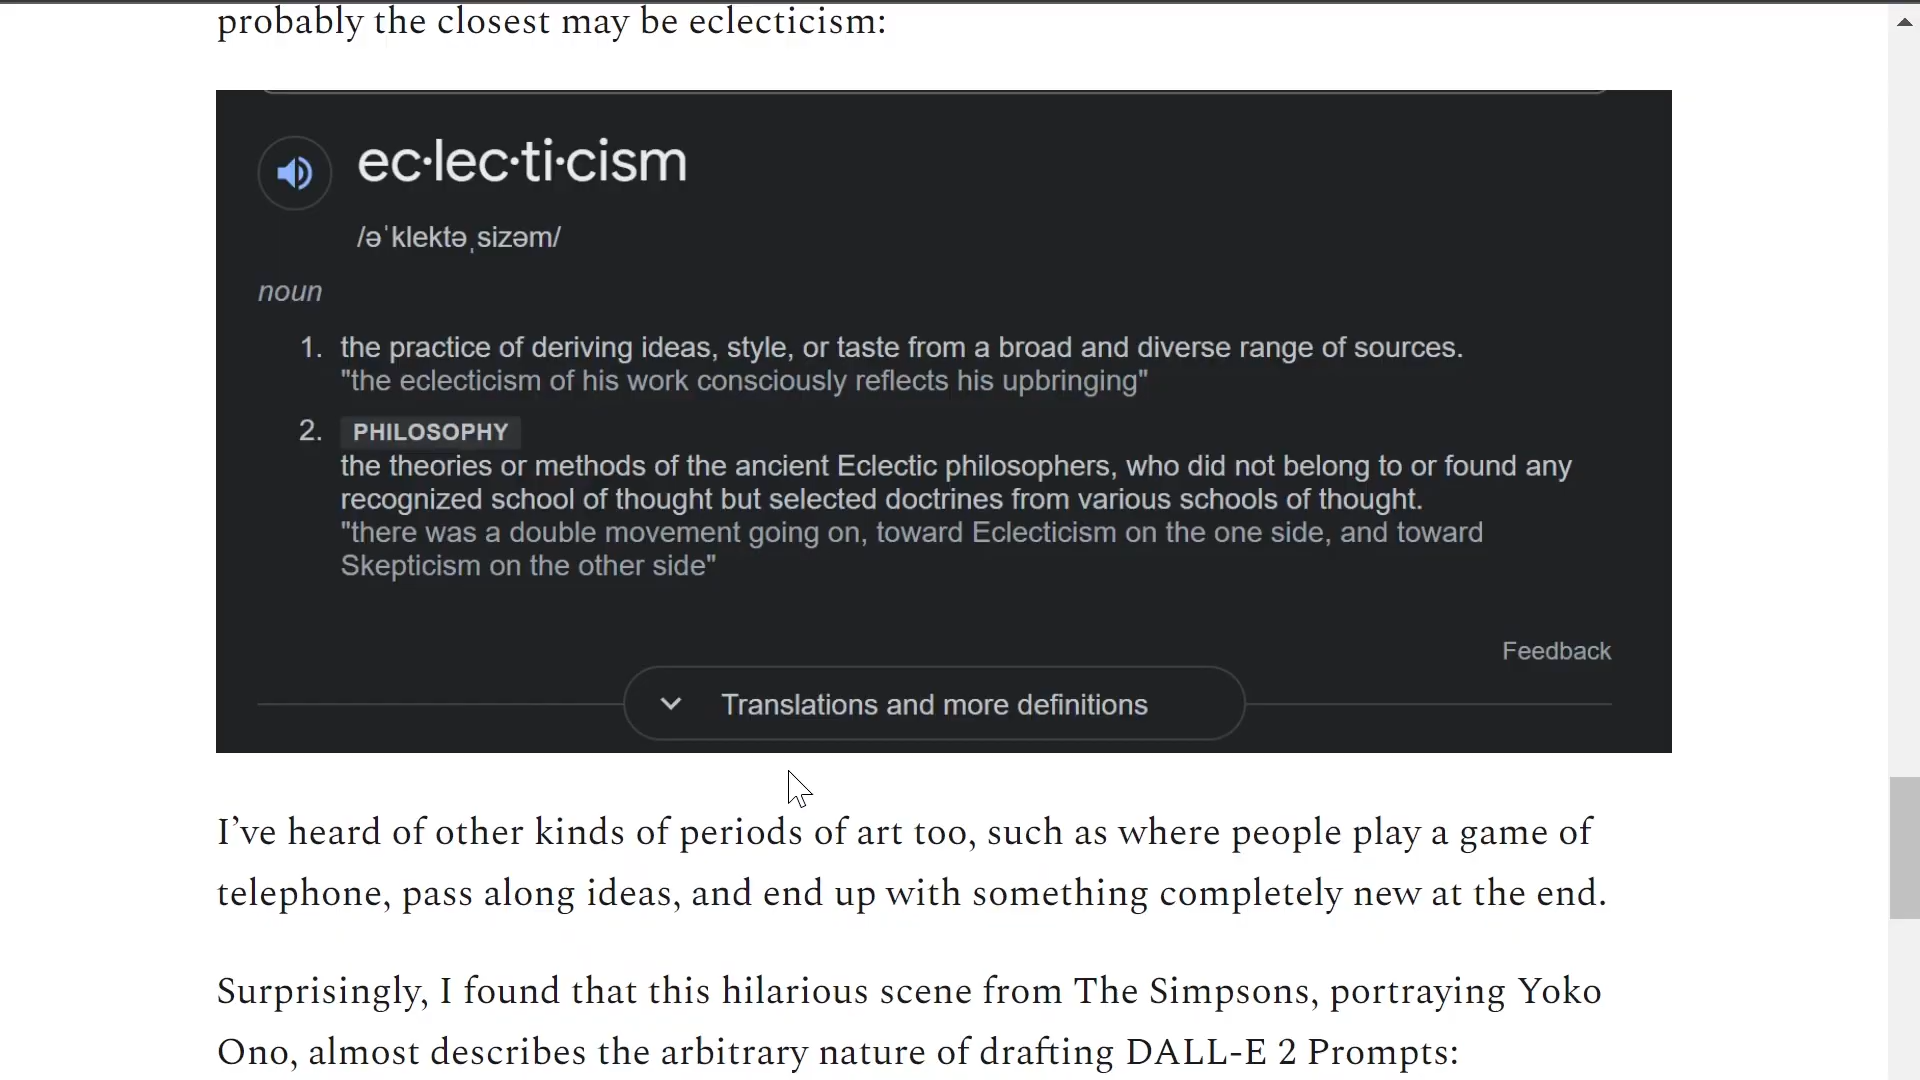 probably the closest may be eclecticism:
ec·lec·ti·cism
/əˈklektəˌsizəm/
noun
1. the practice of deriving ideas, style, or taste from a broad and diverse range of sources.
"the eclecticism of his work consciously reflects his upbringing"
2. PHILOSOPHY
the theories or methods of the ancient Eclectic philosophers, who did not belong to or found any
recognized school of thought but selected doctrines from various schools of thought.
"there was a double movement going on, toward Eclecticism on the one side, and toward
Skepticism on the other side"
Feedback
Translations and more definitions
I’ve heard of other kinds of periods of art too, such as where people play a game of
telephone, pass along ideas, and end up with something completely new at the end.
Surprisingly, I found that this hilarious scene from The Simpsons, portraying Yoko
Ono, almost describes the arbitrary nature of drafting DALL-E 2 Prompts: